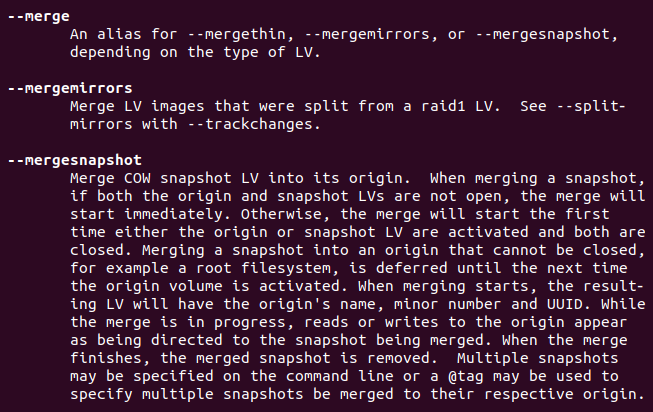 --merge
An alias for --mergethin, --mergemirrors, or --mergesnapshot,
depending on the type of LV.
--mergemirrors
Merge LV images that were split from a raid1 LV.  See --split-
mirrors with --trackchanges.
--mergesnapshot
Merge COW snapshot LV into its origin.  When merging a snapshot,
if both the origin and snapshot LVs are not open, the merge will
start immediately. Otherwise, the merge will start the first
time either the origin or snapshot LV are activated and both are
closed. Merging a snapshot into an origin that cannot be closed,
for example a root filesystem, is deferred until the next time
the origin volume is activated. When merging starts, the result-
ing LV will have the origin's name, minor number and UUID. While
the merge is in progress, reads or writes to the origin appear
as being directed to the snapshot being merged. When the merge
finishes, the merged snapshot is removed.  Multiple snapshots
may be specified on the command line or a @tag may be used to
specify multiple snapshots be merged to their respective origin.